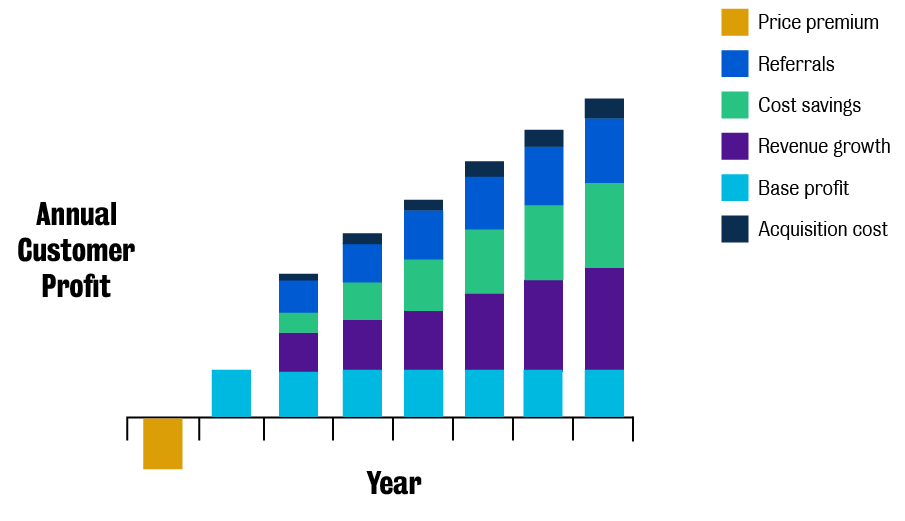 Price premium
Referrals
Cost savings
Revenue growth
Base profit
Acquisition cost
Annual
Customer
Profit
Year